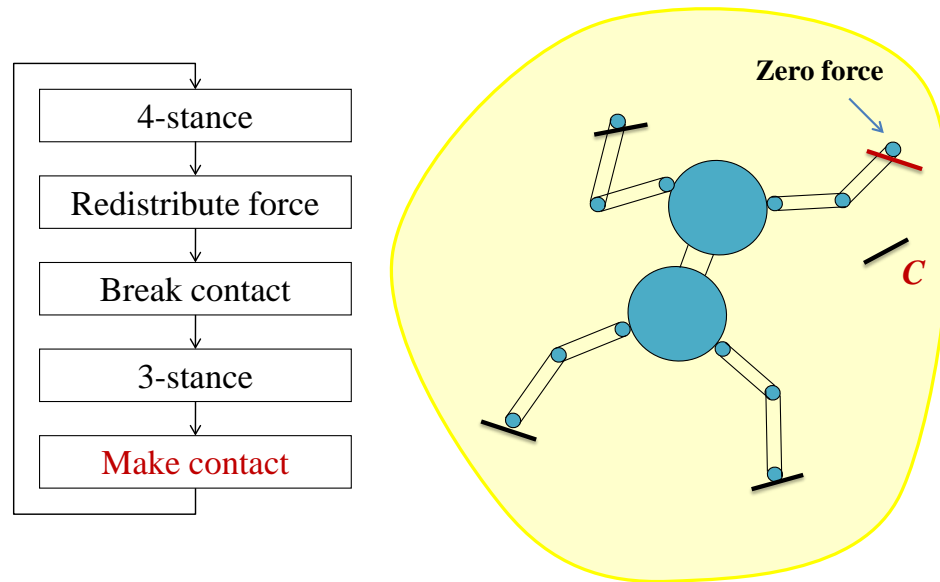 4-stance
Redistribute force
Break contact
3-stance
Make contact
Zero force
C